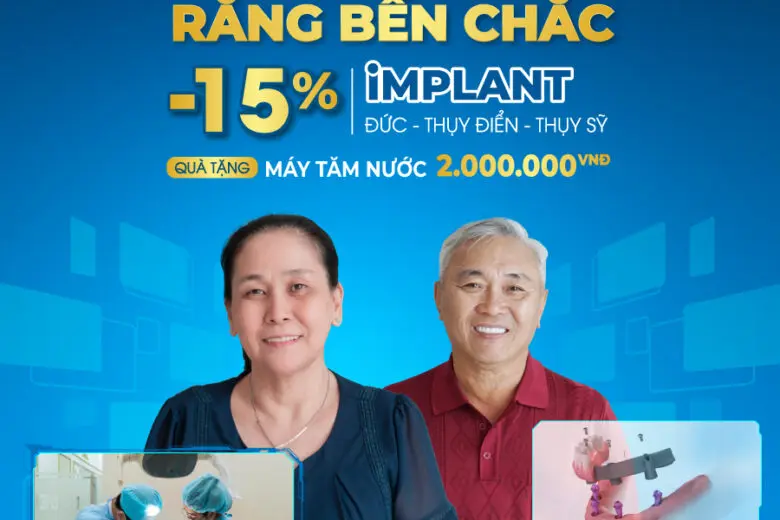 RĂNG BỀN CHẮC
-15%
iMPLANT
ĐỨC - THỤY ĐIỂN - THỤY SỸ
QUÀ TẶNG MÁY TĂM NƯỚC 2.000.000VNĐ